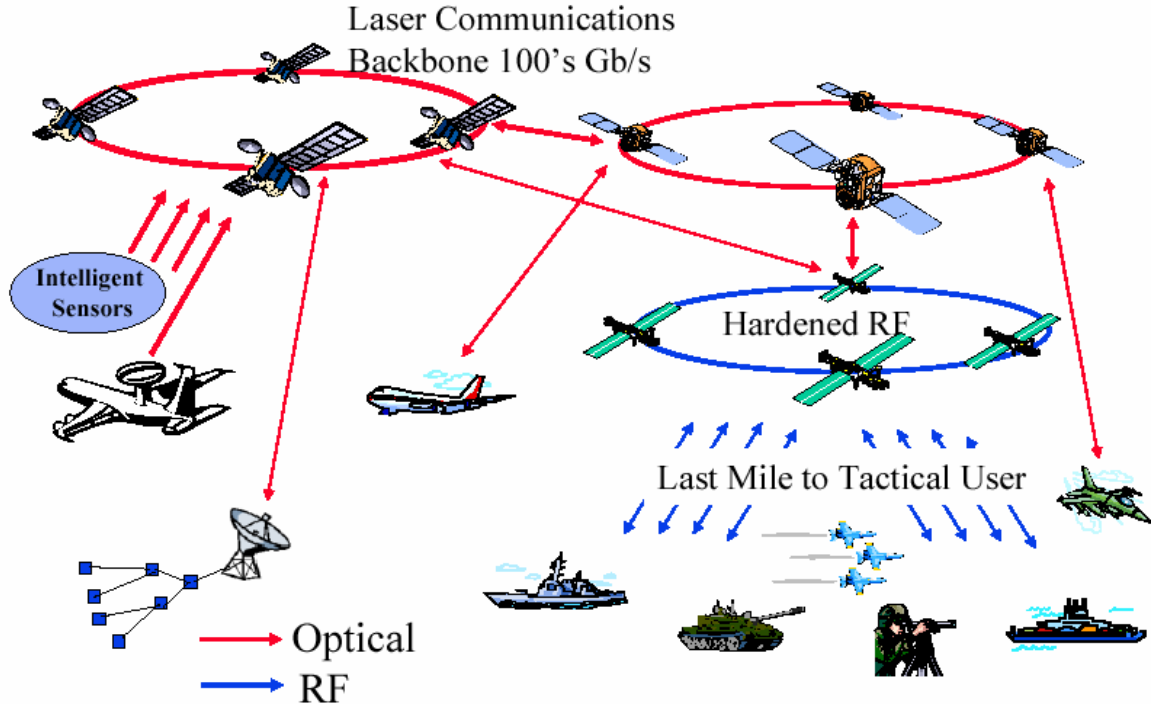 Laser Communications
Backbone 100's Gb/s
Intelligent
Sensors
Hardened RF
Last Mile to Tactical User
Optical
RF